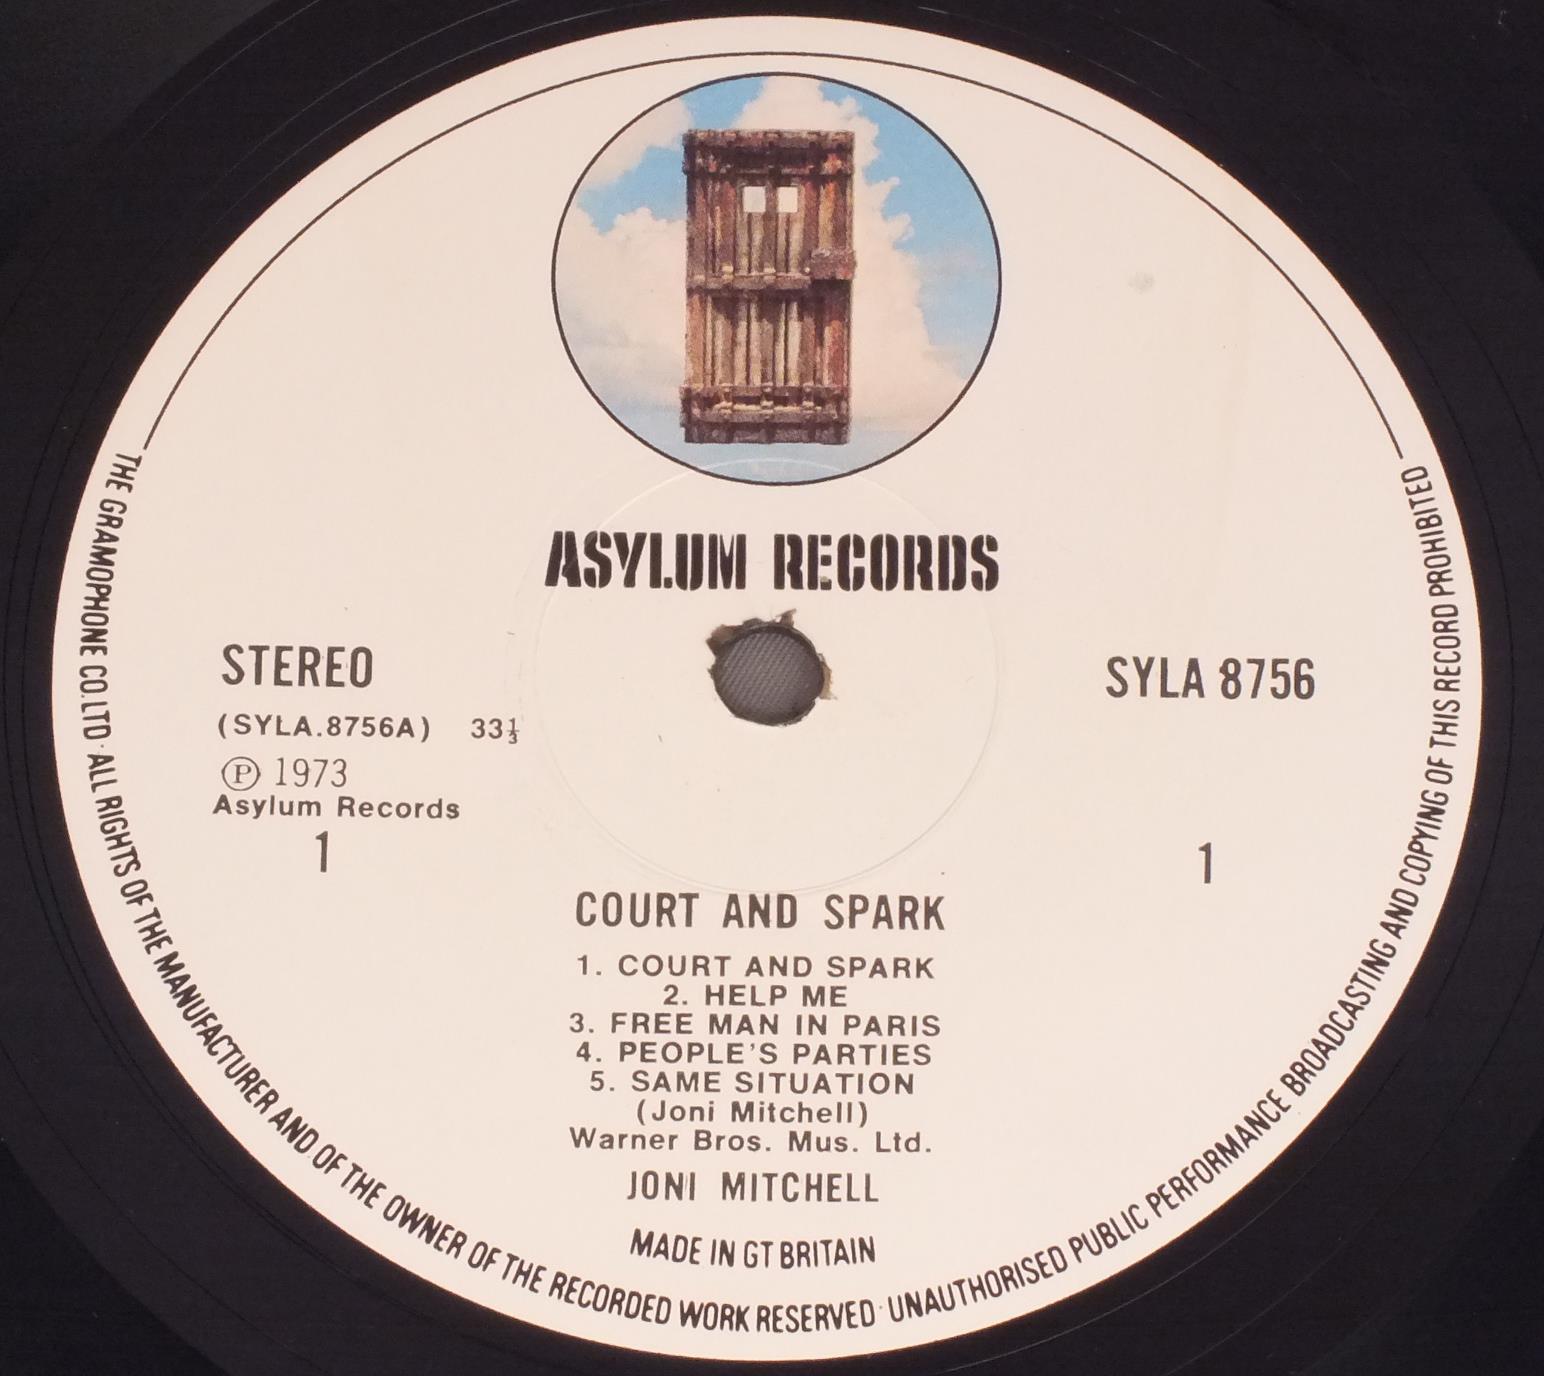 ASYLUM RECORDS
STEREO
SYLA 8756
(SYLA.8756A) 33⅓
Ⓟ 1973
Asylum Records
1
1
COURT AND SPARK
1. COURT AND SPARK
2. HELP ME
3. FREE MAN IN PARIS
4. PEOPLE'S PARTIES
5. SAME SITUATION
(Joni Mitchell)
Warner Bros. Mus. Ltd.
JONI MITCHELL
MADE IN GT BRITAIN
THE GRAMOPHONE CO.LTD · ALL RIGHTS OF THE MANUFACTURER AND OF THE OWNER OF THE RECORDED WORK RESERVED · UNAUTHORISED PUBLIC PERFORMANCE BROADCASTING AND COPYING OF THIS RECORD PROHIBITED